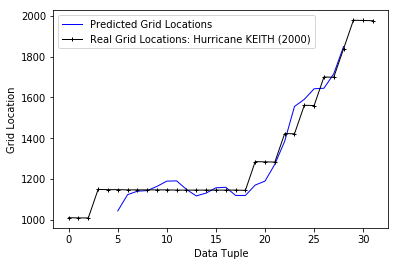 Predicted Grid Locations
Real Grid Locations: Hurricane KEITH (2000)
2000
1800
1600
1400
1200
1000
Grid Location
0 5 10 15 20 25 30
Data Tuple